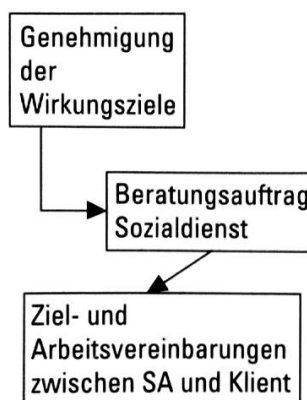 Genehmigung
der
Wirkungsziele
Beratungsauftrag
Sozialdienst
Ziel- und
Arbeitsvereinbarungen
zwischen SA und Klient